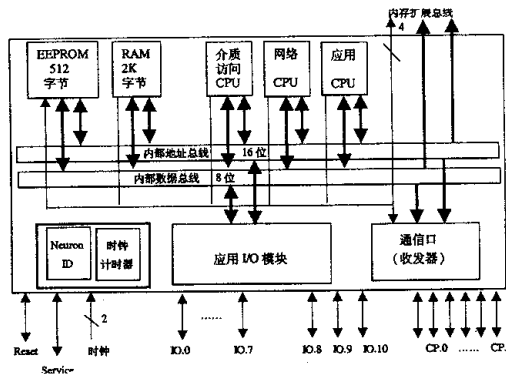 内存扩展总线
4
EEPROM
512
字节
RAM
2K
字节
介质
访问
CPU
网络
CPU
应用
CPU
内部地址总线 16 位
内部数据总线 8 位
Neuron
ID
时钟
计时器
应用 I/O 模块
通信口
(收发器)
2
Reset
Service
时钟
IO.0
......
IO.7
IO.8
IO.9
IO.10
CP.0
......
CP.